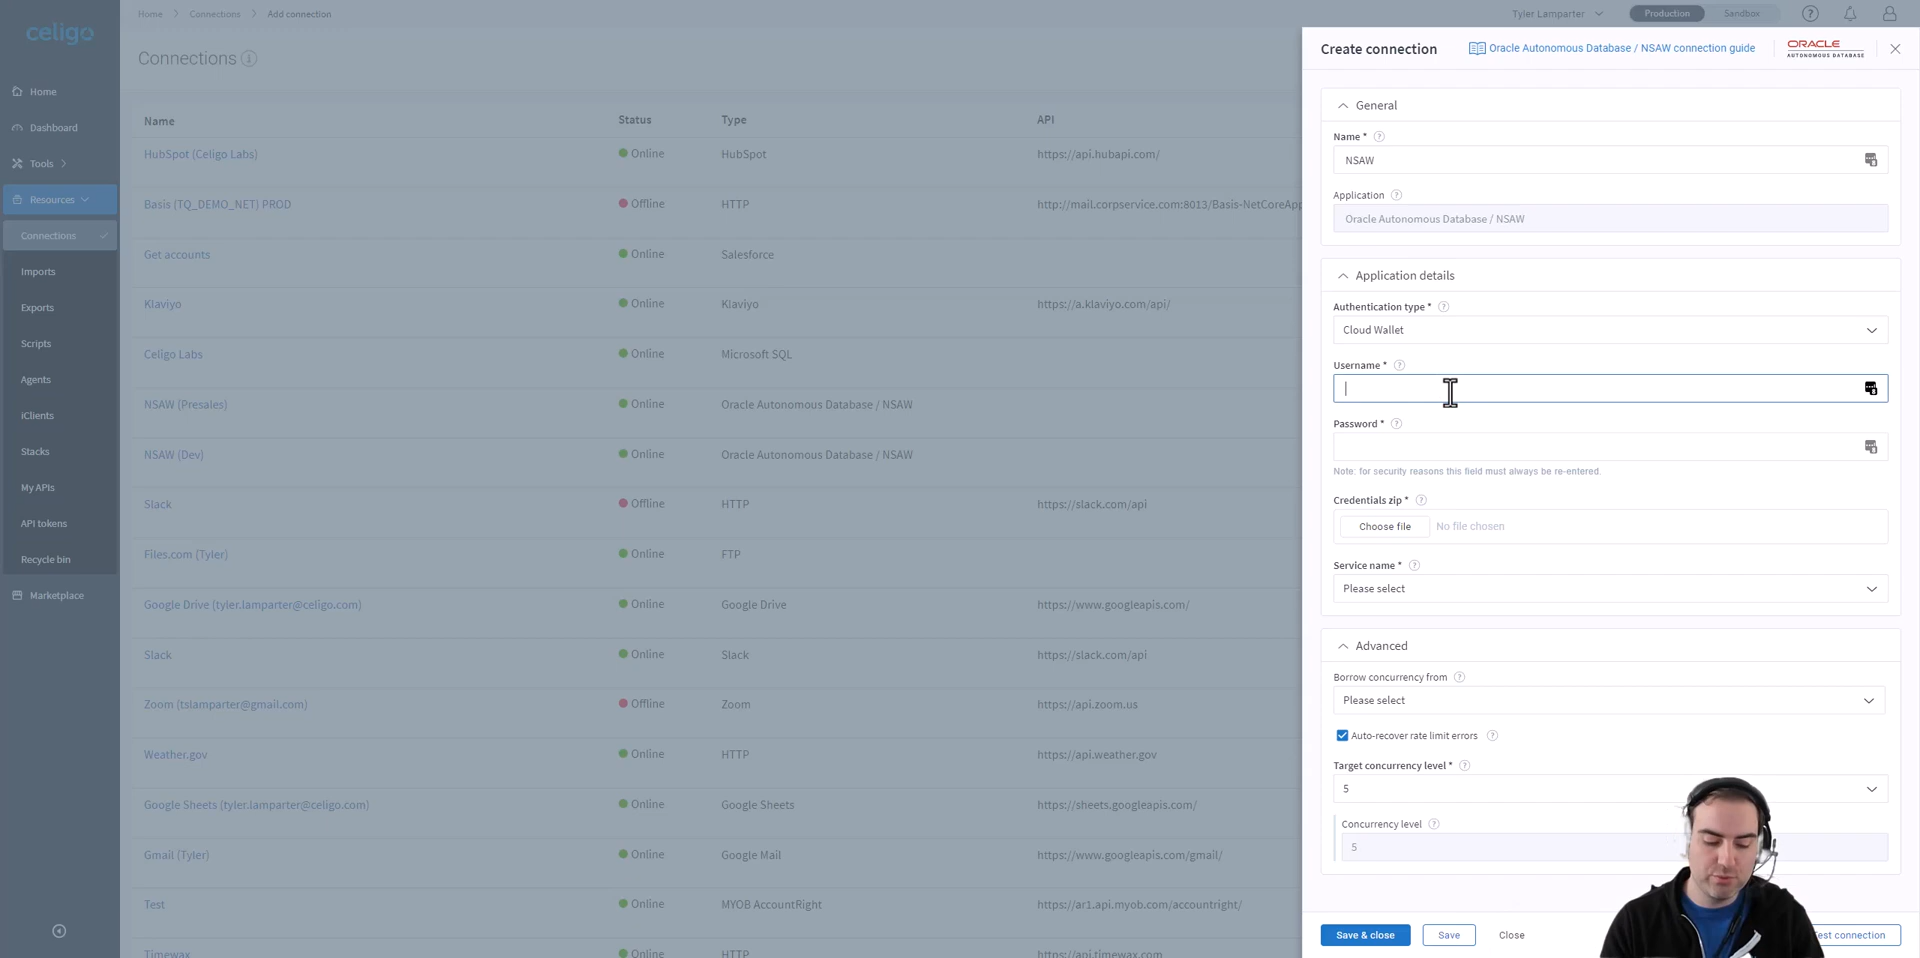 celigo
Home
Dashboard
Tools
Resources
Connections
Imports
Exports
Scripts
Agents
iClients
Stacks
My APIs
API tokens
Recycle bin
Marketplace
Home > Connections > Add connection
Tyler Lamparter
Production Sandbox
Connections
Name Status Type API
HubSpot (Celigo Labs) Online HubSpot https://api.hubapi.com/
Basis (TQ_DEMO_NET) PROD Offline HTTP http://mail.corpservice.com:8013/Basis-NetCoreApp
Get accounts Online Salesforce
Klaviyo Online Klaviyo https://a.klaviyo.com/api/
Celigo Labs Online Microsoft SQL
NSAW (Presales) Online Oracle Autonomous Database / NSAW
NSAW (Dev) Online Oracle Autonomous Database / NSAW
Slack Offline HTTP https://slack.com/api
Files.com (Tyler) Online FTP
Google Drive (tyler.lamparter@celigo.com) Online Google Drive https://www.googleapis.com/
Slack Online Slack https://slack.com/api
Zoom (tslamparter@gmail.com) Offline Zoom https://api.zoom.us
Weather.gov Online HTTP https://api.weather.gov
Google Sheets (tyler.lamparter@celigo.com) Online Google Sheets https://sheets.googleapis.com/
Gmail (Tyler) Online Google Mail https://www.googleapis.com/gmail/
Test Online MYOB AccountRight https://ar1.api.myob.com/accountright/
Timewax Online HTTP https://api.timewax.com
Create connection
Oracle Autonomous Database / NSAW connection guide
ORACLE
AUTONOMOUS DATABASE
General
Name *
NSAW
Application
Oracle Autonomous Database / NSAW
Application details
Authentication type *
Cloud Wallet
Username *
Password *
Note: for security reasons this field must always be re-entered.
Credentials zip *
Choose file No file chosen
Service name *
Please select
Advanced
Borrow concurrency from
Please select
Auto-recover rate limit errors
Target concurrency level *
5
Concurrency level
5
Save & close Save Close est connection